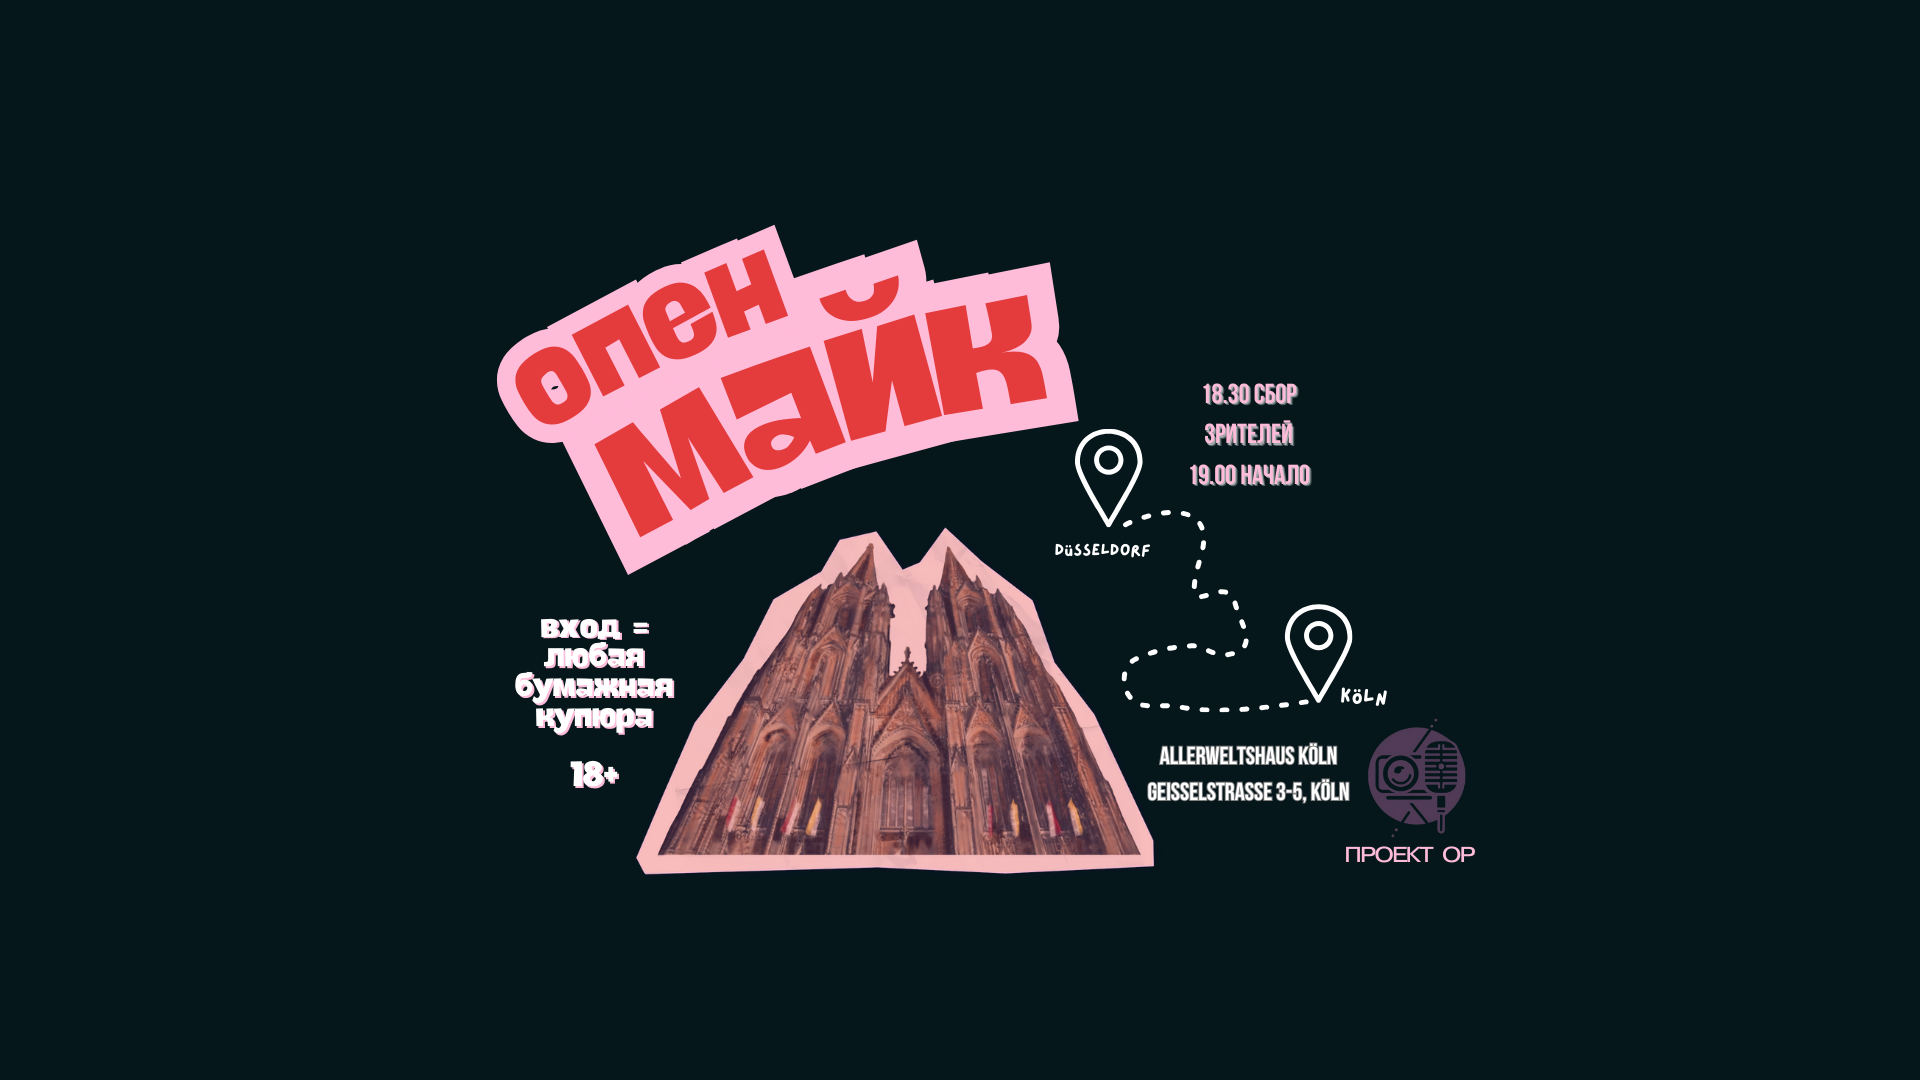 опен
Майк
18.30 СБОР
ЗРИТЕЛЕЙ
19.00 НАЧАЛО
DüSSELDORF
KöLN
вход =
любая
бумажная
купюра
18+
ALLERWELTSHAUS KÖLN
GEISSELSTRASSE 3-5, KÖLN
ПРОЕКТ ОР